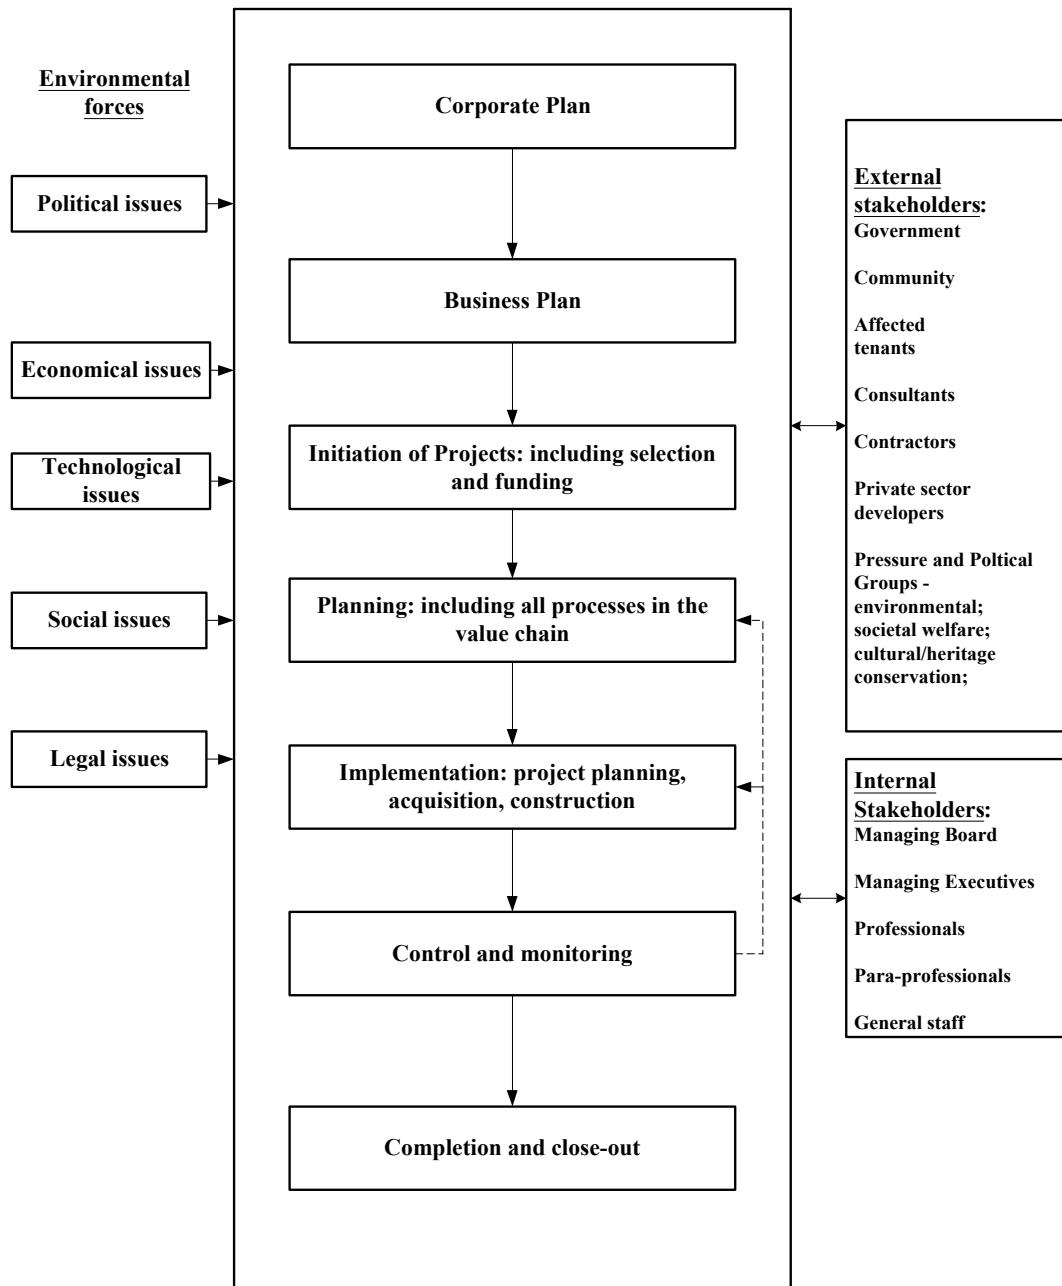 Environmental
forces
Political issues
Economical issues
Technological
issues
Social issues
Legal issues
Corporate Plan
Business Plan
Initiation of Projects: including selection
and funding
Planning: including all processes in the
value chain
Implementation: project planning,
acquisition, construction
Control and monitoring
Completion and close-out
External
stakeholders:
Government
Community
Affected
tenants
Consultants
Contractors
Private sector
developers
Pressure and Poltical
Groups -
environmental;
societal welfare;
cultural/heritage
conservation;
Internal
Stakeholders:
Managing Board
Managing Executives
Professionals
Para-professionals
General staff